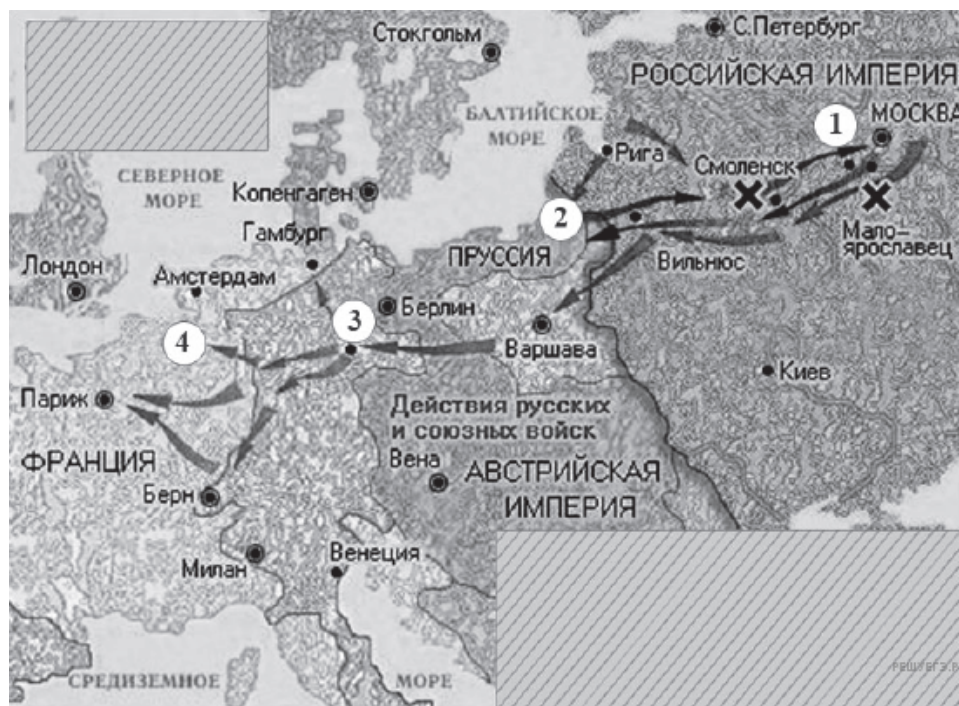 Стокгольм
С.Петербург
РОССИЙСКАЯ ИМПЕРИЯ
БАЛТИЙСКОЕ
МОРЕ
1
МОСКВА
Рига
Смоленск
СЕВЕРНОЕ
МОРЕ
Копенгаген
2
Мало-
ярославец
Гамбург
ПРУССИЯ
Вильнюс
Лондон
Амстердам
Берлин
3
4
Варшава
Киев
Париж
Действия русских
и союзных войск
ФРАНЦИЯ
Вена
АВСТРИЙСКАЯ
ИМПЕРИЯ
Берн
Милан
Венеция
СРЕДИЗЕМНОЕ
МОРЕ
РЕШУЕГЭ.Р